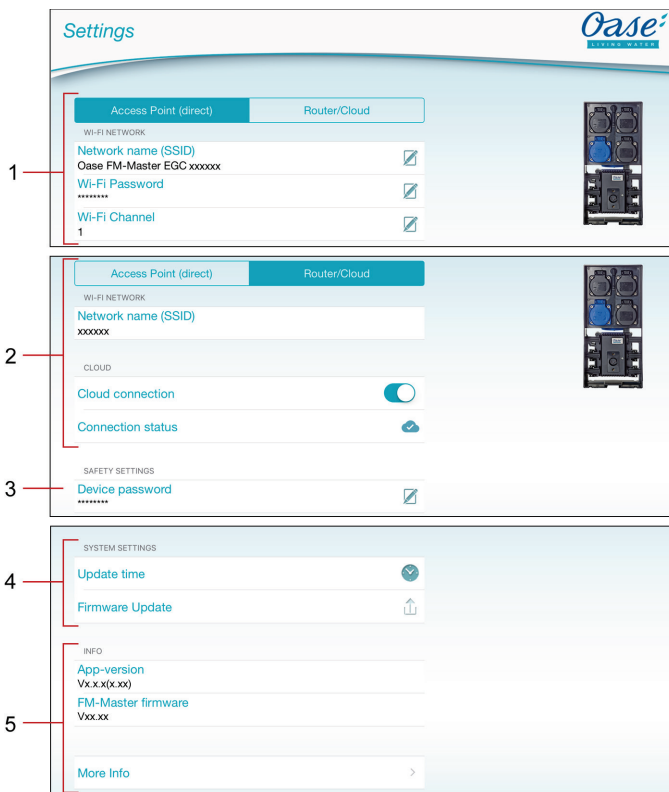 Settings
Oase
LIVING WATER
1
Access Point (direct) Router/Cloud
WI-FI NETWORK
Network name (SSID)
Oase FM-Master EGC xxxxxx
Wi-Fi Password
********
Wi-Fi Channel
1
2
Access Point (direct) Router/Cloud
WI-FI NETWORK
Network name (SSID)
xxxxxx
CLOUD
Cloud connection
Connection status
3
SAFETY SETTINGS
Device password
********
4
SYSTEM SETTINGS
Update time
Firmware Update
5
INFO
App-version
Vx.x.x(x.xx)
FM-Master firmware
Vxx.xx
More Info